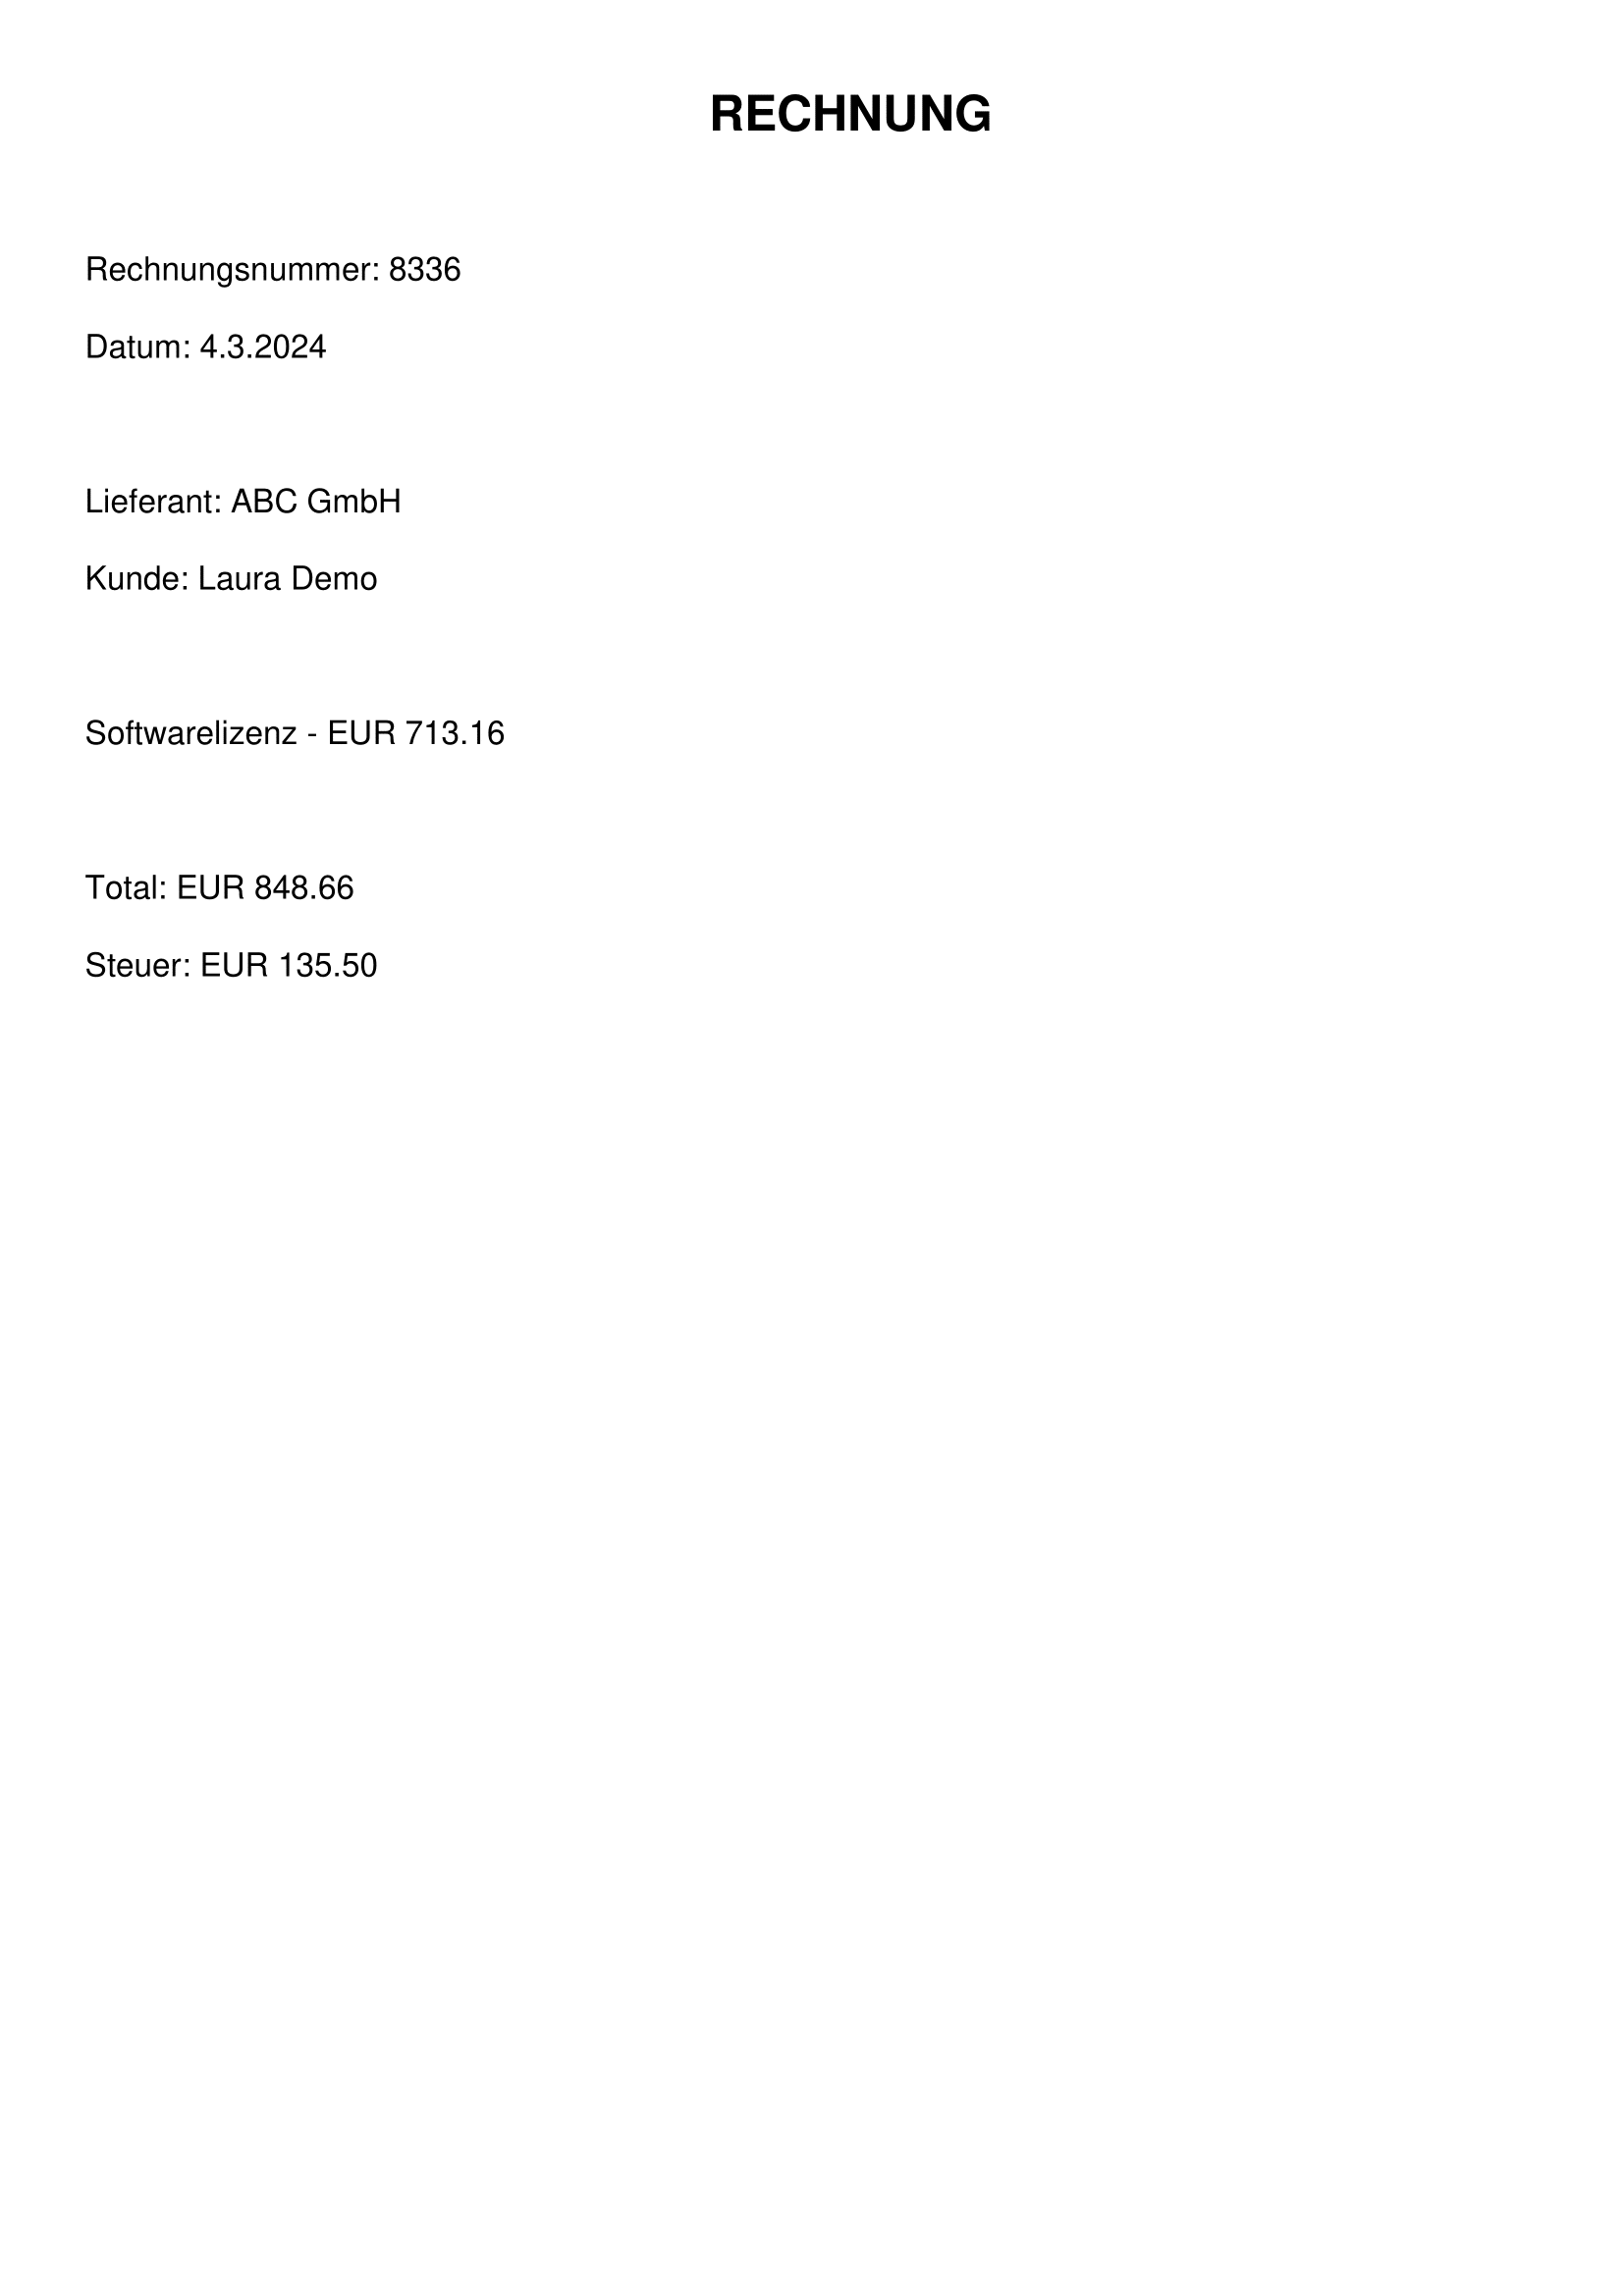 RECHNUNG
Rechnungsnummer: 8336
Datum: 4.3.2024
Lieferant: ABC GmbH
Kunde: Laura Demo
Softwarelizenz - EUR 713.16
Total: EUR 848.66
Steuer: EUR 135.50